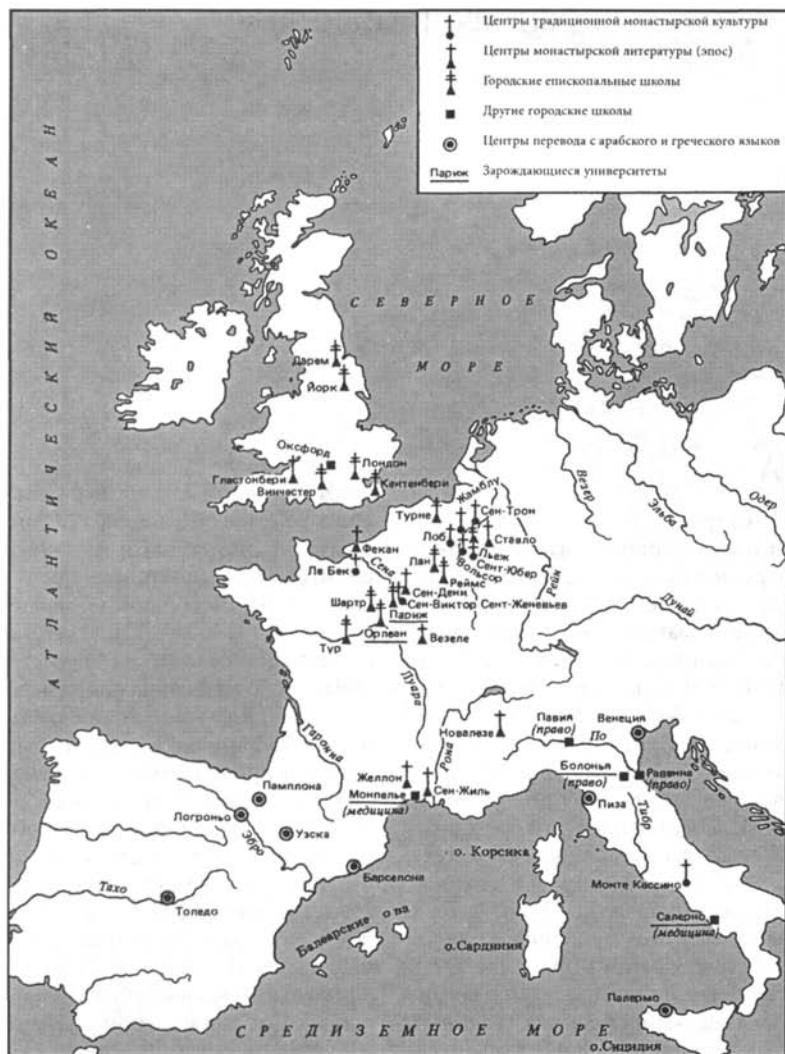 Центры традиционной монастырской культуры
Центры монастырской литературы (эпос)
Городские епископальные школы
Другие городские школы
Центры перевода с арабского и греческого языков
Париж Зарождающиеся университеты
АТЛАНТИЧЕСКИЙ ОКЕАН
СЕВЕРНОЕ
МОРЕ
Дарем
Йорк
Оксфорд
Лондон
Гластонбери
Кентенбери
Винчестер
Везер
Эльба
Одер
Жамблу
Турне
Сен-Трон
Лоб
Ставло
Фекан
Льеж
Вольсор
Сент-Юбер
Ле Бек
Сена
Лан
Реймс
Рейн
Сен-Дени
Сен-Виктор Сент-Женевьев
Шартр
Париж
Дунай
Орлеан
Тур
Везеле
Луара
Гаронна
Рона
Новалезе
Павия
(право)
По
Венеция
Болонья
(право)
Равенна
(право)
Желлон
Монпелье
(медицина)
Сен-Жиль
Памплона
Логроньо
Эбро
Уэска
Пиза
Тибр
о. Корсика
Барселона
Тахо
Толедо
Монте Кассино
Балеарские о ва
о.Сардиния
Салерно
(медицина)
Палермо
СРЕДИЗЕМНОЕ МОРЕ
о.Сицидия